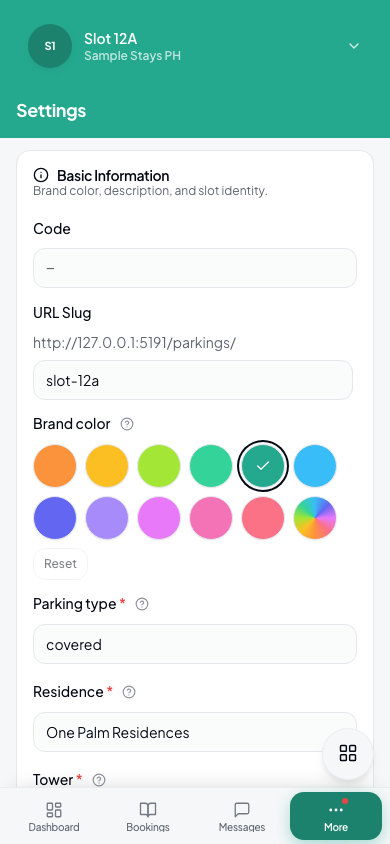 S1
Slot 12A
Sample Stays PH
Settings
Basic Information
Brand color, description, and slot identity.
Code
—
URL Slug
http://127.0.0.1:5191/parkings/
slot-12a
Brand color
Reset
Parking type *
covered
Residence *
One Palm Residences
Tower *
Dashboard
Bookings
Messages
More